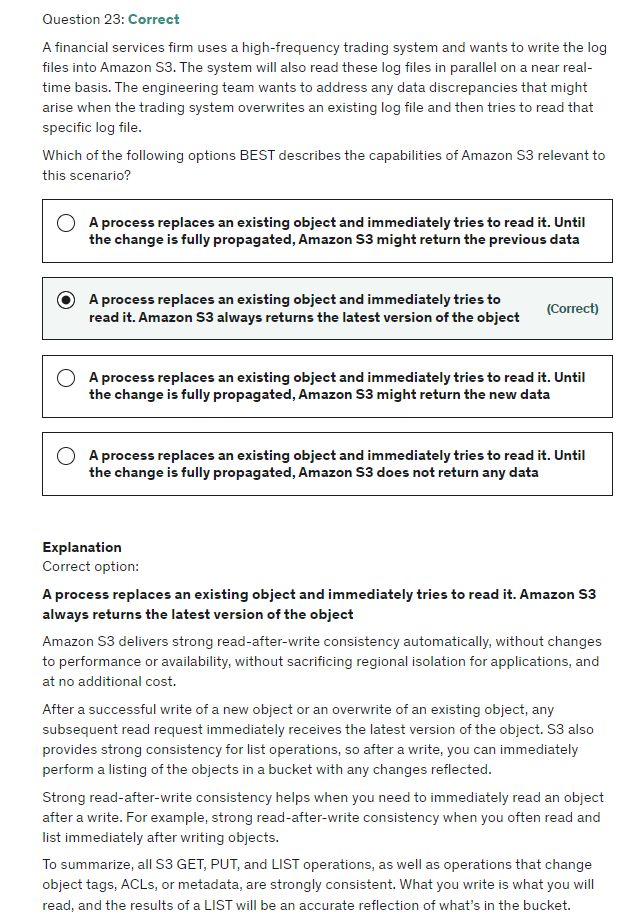 Question 23: Correct
A financial services firm uses a high-frequency trading system and wants to write the log
files into Amazon S3. The system will also read these log files in parallel on a near real-
time basis. The engineering team wants to address any data discrepancies that might
arise when the trading system overwrites an existing log file and then tries to read that
specific log file.
Which of the following options BEST describes the capabilities of Amazon S3 relevant to
this scenario?
A process replaces an existing object and immediately tries to read it. Until
the change is fully propagated, Amazon S3 might return the previous data
A process replaces an existing object and immediately tries to
read it. Amazon S3 always returns the latest version of the object
(Correct)
A process replaces an existing object and immediately tries to read it. Until
the change is fully propagated, Amazon S3 might return the new data
A process replaces an existing object and immediately tries to read it. Until
the change is fully propagated, Amazon S3 does not return any data
Explanation
Correct option:
A process replaces an existing object and immediately tries to read it. Amazon S3
always returns the latest version of the object
Amazon S3 delivers strong read-after-write consistency automatically, without changes
to performance or availability, without sacrificing regional isolation for applications, and
at no additional cost.
After a successful write of a new object or an overwrite of an existing object, any
subsequent read request immediately receives the latest version of the object. S3 also
provides strong consistency for list operations, so after a write, you can immediately
perform a listing of the objects in a bucket with any changes reflected.
Strong read-after-write consistency helps when you need to immediately read an object
after a write. For example, strong read-after-write consistency when you often read and
list immediately after writing objects.
To summarize, all S3 GET, PUT, and LIST operations, as well as operations that change
object tags, ACLs, or metadata, are strongly consistent. What you write is what you will
read, and the results of a LIST will be an accurate reflection of what's in the bucket.